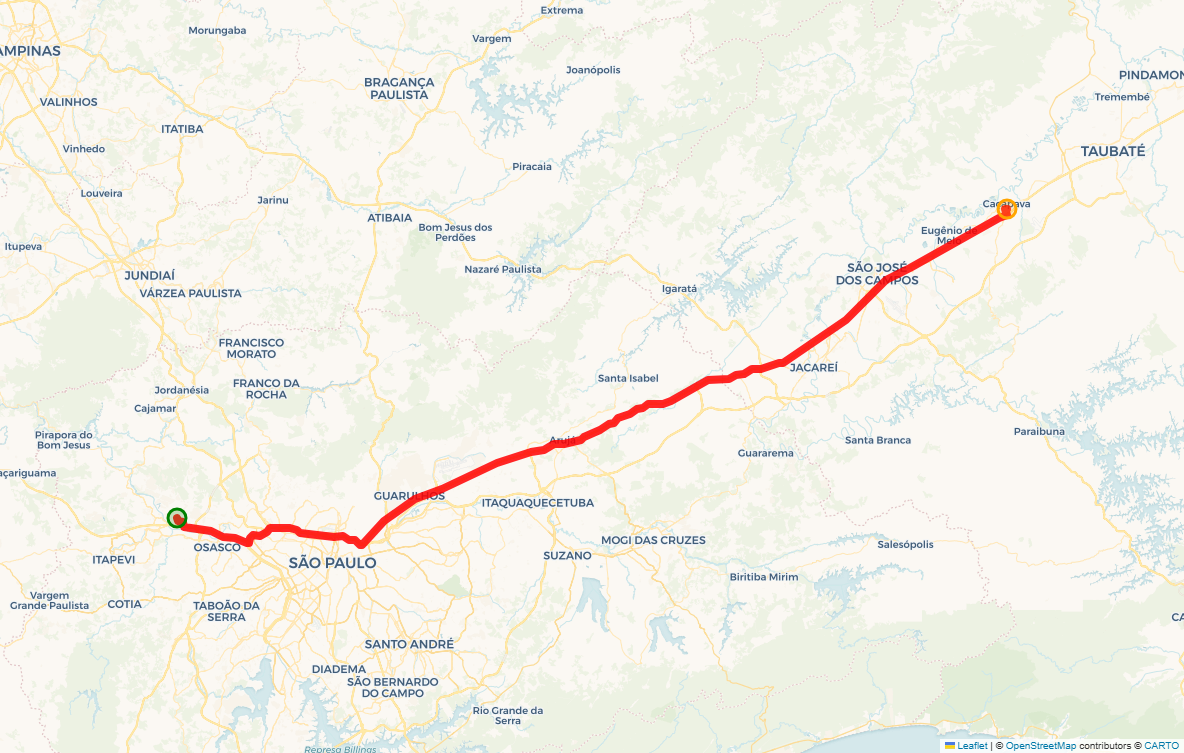 Extrema
Morungaba
Vargem
AMPINAS
Joanópolis
PINDAMON
BRAGANÇA
PAULISTA
Tremembé
VALINHOS
ITATIBA
Vinhedo
TAUBATÉ
Piracaia
Louveira
Jarinu
Caçapava
ATIBAIA
Bom Jesus dos
Perdões
Eugênio de
Melo
Itupeva
JUNDIAÍ
Nazaré Paulista
SÃO JOSÉ
DOS CAMPOS
VÁRZEA PAULISTA
Igaratá
FRANCISCO
MORATO
JACAREÍ
Santa Isabel
FRANCO DA
ROCHA
Jordanésia
Cajamar
Pirapora do
Bom Jesus
Arujá
Santa Branca
Paraibuna
Guararema
açariguama
GUARULHOS
ITAQUAQUECETUBA
OSASCO
MOGI DAS CRUZES
Salesópolis
ITAPEVI
SÃO PAULO
SUZANO
Biritiba Mirim
Vargem
Grande Paulista
COTIA
TABOÃO DA
SERRA
CA
SANTO ANDRÉ
DIADEMA
SÃO BERNARDO
DO CAMPO
Rio Grande da
Serra
Represa Billings
Leaflet | © OpenStreetMap contributors © CARTO